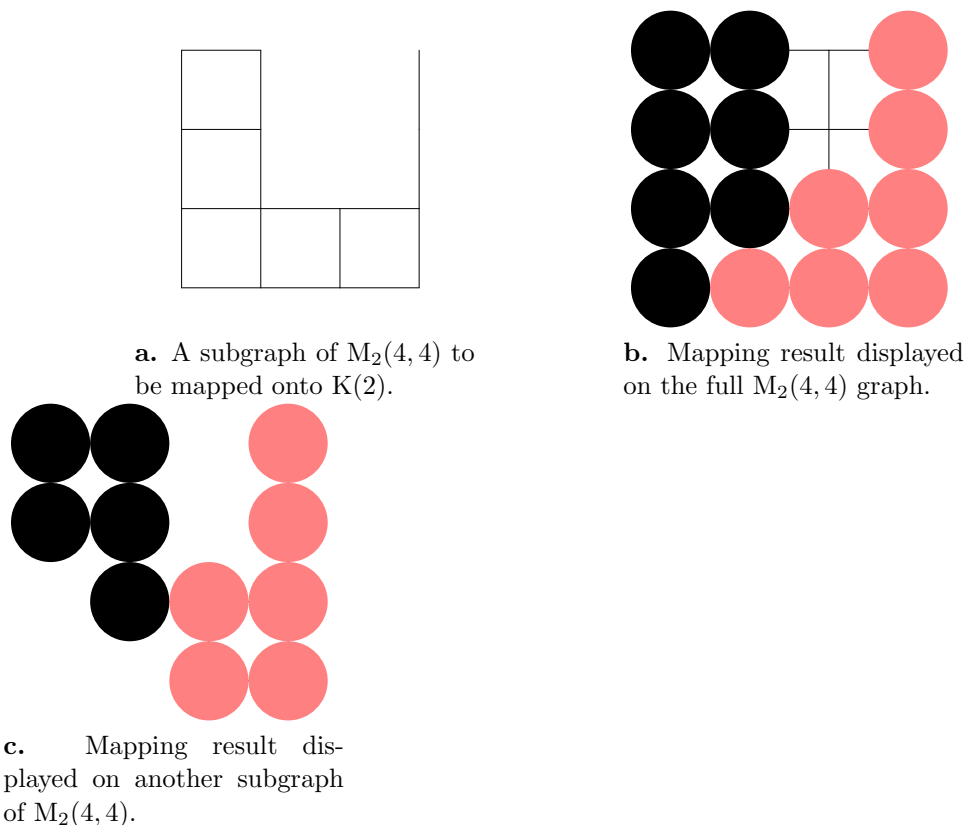 a. A subgraph of M₂(4, 4) to
be mapped onto K(2).
b. Mapping result displayed
on the full M₂(4, 4) graph.
c. Mapping result dis-
played on another subgraph
of M₂(4, 4).